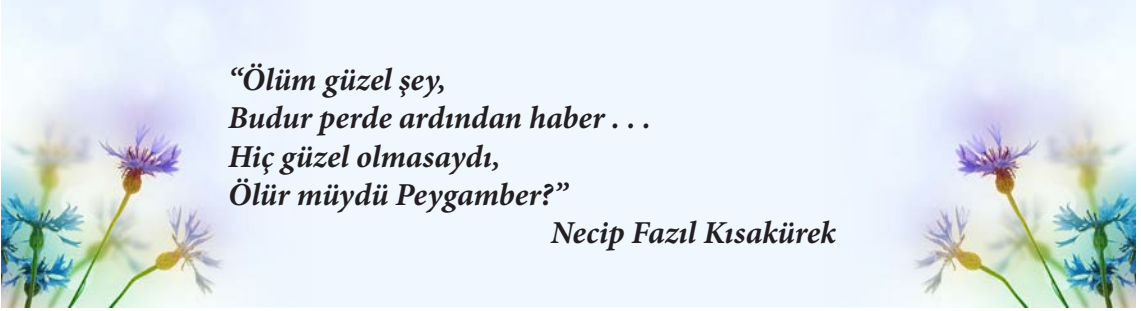 “Ölüm güzel şey,
Budur perde ardından haber . . .
Hiç güzel olmasaydı,
Ölür müydü Peygamber?”
Necip Fazıl Kısakürek